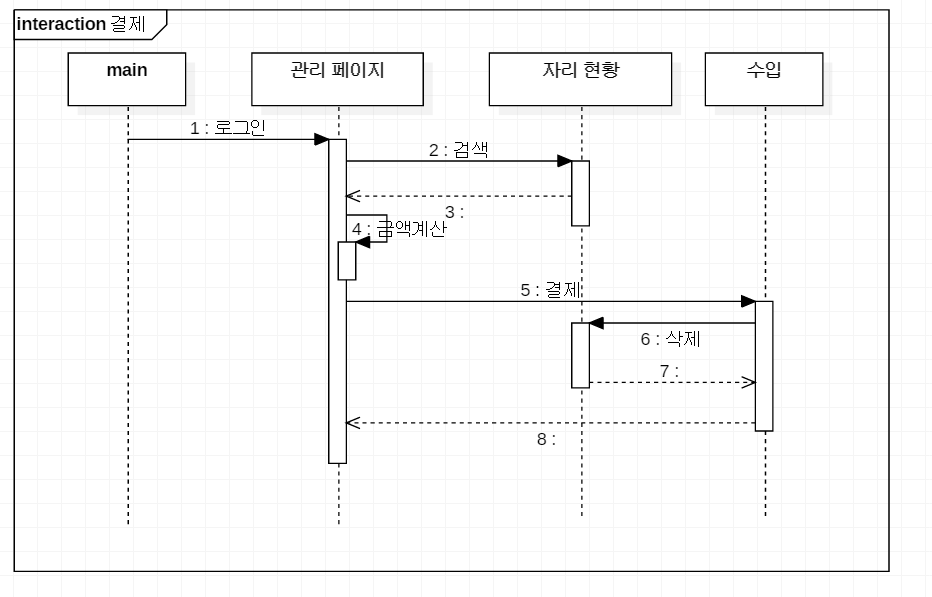 interaction 결제
main
관리 페이지
자리 현황
수입
1 : 로그인
2 : 검색
3 :
4 : 금액계산
5 : 결제
6 : 삭제
7 :
8 :